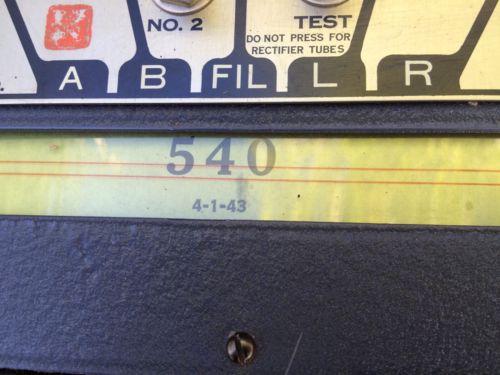 NO. 2
TEST
DO NOT PRESS FOR
RECTIFIER TUBES
A B FIL L R
540
4-1-43